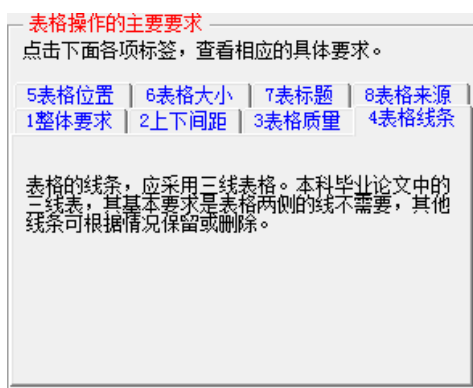 表格操作的主要要求
点击下面各项标签，查看相应的具体要求。
5表格位置
6表格大小
7表标题
8表格来源
1整体要求
2上下间距
3表格质量
4表格线条
表格的线条，应采用三线表格。本科毕业论文中的
三线表，其基本要求是表格两侧的线不需要，其他
线条可根据情况保留或删除。